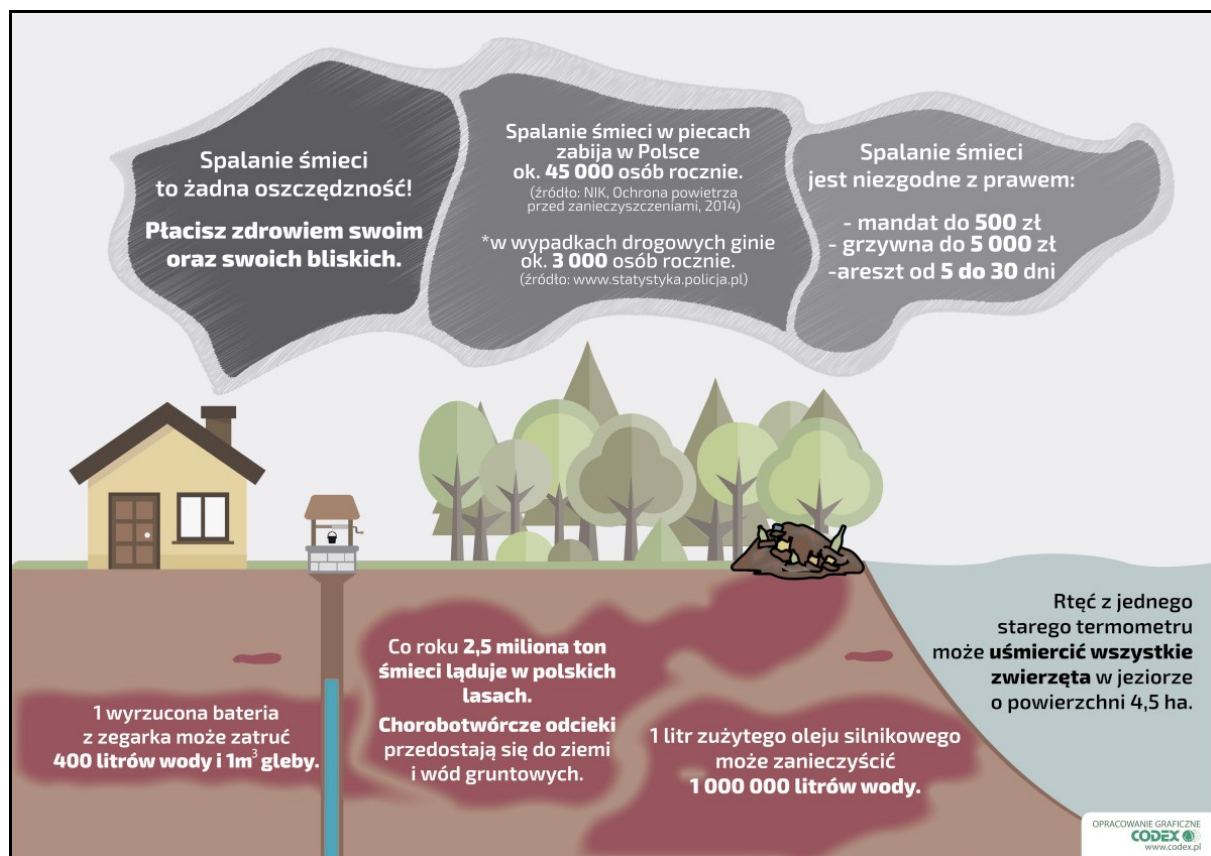 Spalanie śmieci
to żadna oszczędność!
Płacisz zdrowiem swoim
oraz swoich bliskich.
Spalanie śmieci w piecach
zabija w Polsce
ok. 45 000 osób rocznie.
(źródło: NIK, Ochrona powietrza
przed zanieczyszczeniami, 2014)
*w wypadkach drogowych ginie
ok. 3 000 osób rocznie.
(źródło: www.statystyka.policja.pl)
Spalanie śmieci
jest niezgodne z prawem:
- mandat do 500 zł
- grzywna do 5 000 zł
-areszt od 5 do 30 dni
1 wyrzucona bateria
z zegarka może zatruć
400 litrów wody i 1m³ gleby.
Co roku 2,5 miliona ton
śmieci ląduje w polskich
lasach.
Chorobotwórcze odcieki
przedostają się do ziemi
i wód gruntowych.
1 litr zużytego oleju silnikowego
może zanieczyścić
1 000 000 litrów wody.
Rtęć z jednego
starego termometru
może uśmiercić wszystkie
zwierzęta w jeziorze
o powierzchni 4,5 ha.
OPRACOWANIE GRAFICZNE
CODEX
www.codex.pl